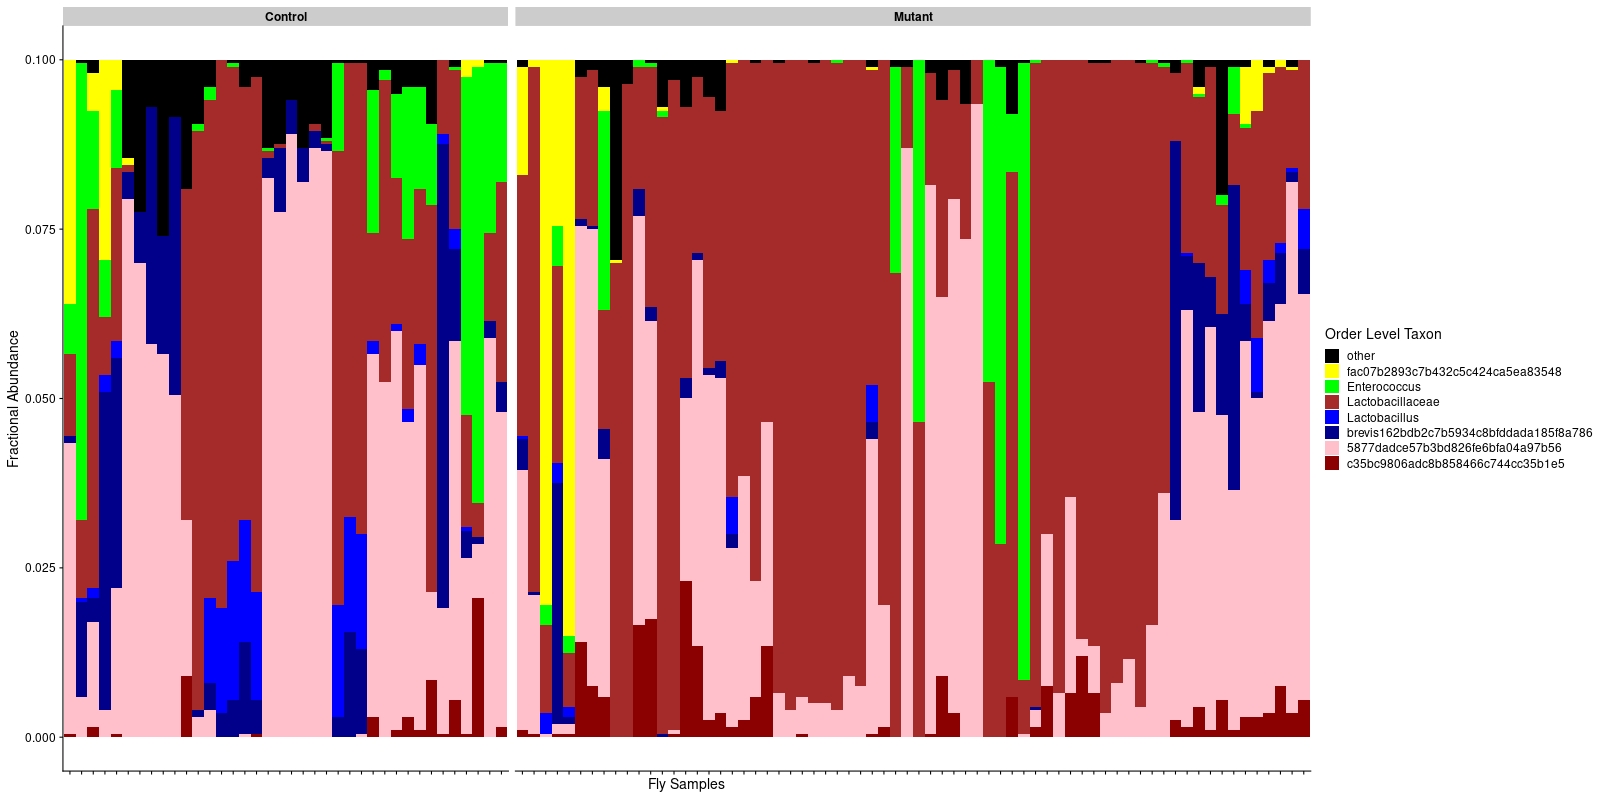 Control
Mutant
0.100
0.075
0.050
0.025
0.000
Fractional Abundance
Fly Samples
Order Level Taxon
other
fac07b2893c7b432c5c424ca5ea83548
Enterococcus
Lactobacillaceae
Lactobacillus
brevis162bdb2c7b5934c8bfddada185f8a786
5877dadce57b3bd826fe6bfa04a97b56
c35bc9806adc8b858466c744cc35b1e5